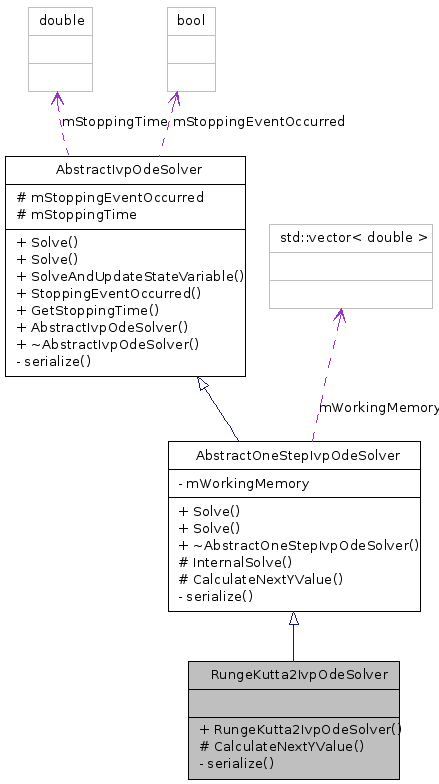 double
bool
mStoppingTime
mStoppingEventOccurred
AbstractIvpOdeSolver
# mStoppingEventOccurred
# mStoppingTime
+ Solve()
+ Solve()
+ SolveAndUpdateStateVariable()
+ StoppingEventOccurred()
+ GetStoppingTime()
+ AbstractIvpOdeSolver()
+ ~AbstractIvpOdeSolver()
- serialize()
std::vector< double >
mWorkingMemory
AbstractOneStepIvpOdeSolver
- mWorkingMemory
+ Solve()
+ Solve()
+ ~AbstractOneStepIvpOdeSolver()
# InternalSolve()
# CalculateNextYValue()
- serialize()
RungeKutta2IvpOdeSolver
+ RungeKutta2IvpOdeSolver()
# CalculateNextYValue()
- serialize()